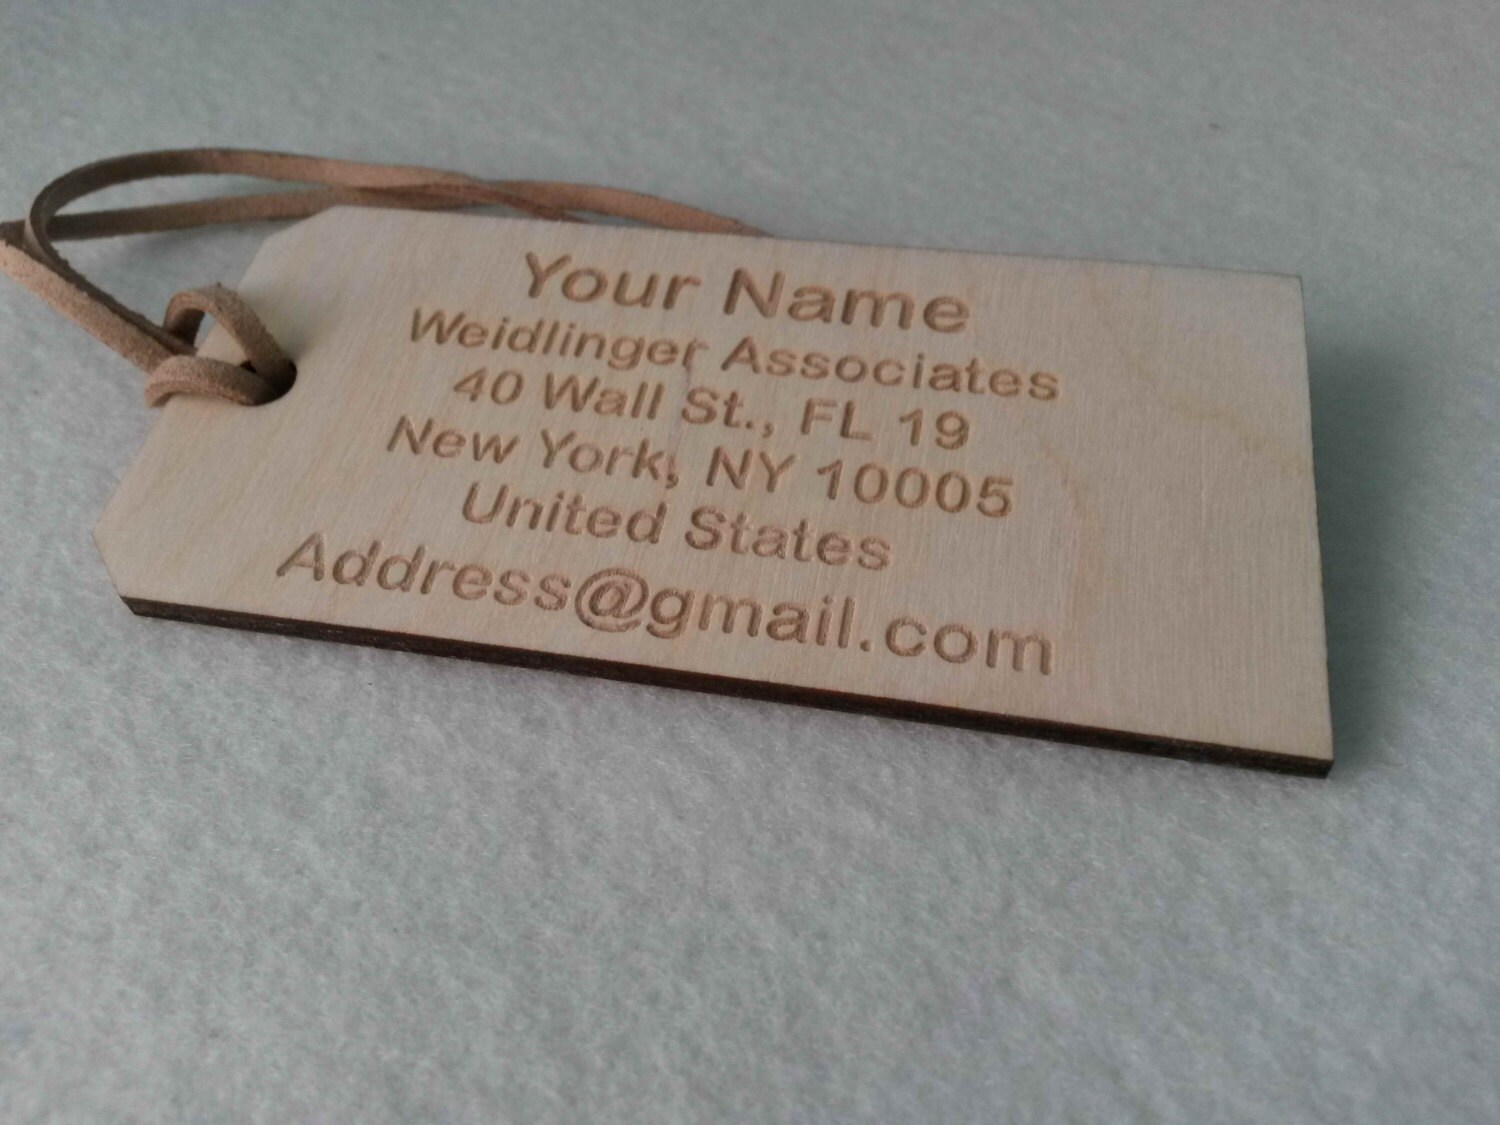 Your Name
Weidlinger Associates
40 Wall St., FL 19
New York, NY 10005
United States
Address@gmail.com